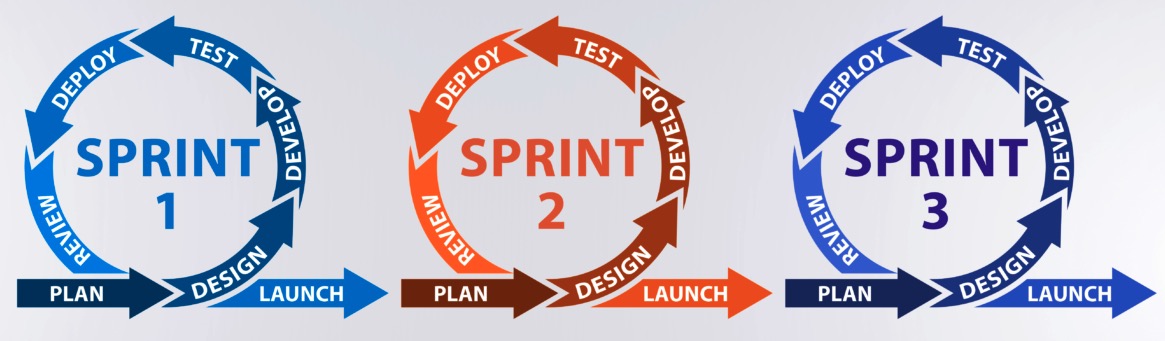 SPRINT
1
PLAN
DESIGN
DEVELOP
TEST
DEPLOY
REVIEW
LAUNCH
SPRINT
2
PLAN
DESIGN
DEVELOP
TEST
DEPLOY
REVIEW
LAUNCH
SPRINT
3
PLAN
DESIGN
DEVELOP
TEST
DEPLOY
REVIEW
LAUNCH